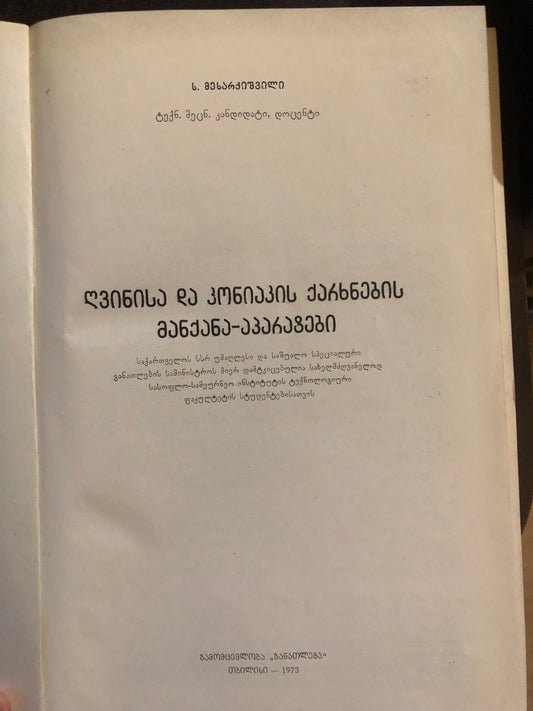 ს. მესარქიშვილი
ტექნ. მეცნ. კანდიდატი, დოცენტი
ღვინისა და კონიაკის ქარხნების
მანქანა-აპარატები
საქართველოს სსრ უმაღლესი და საშუალო სპეციალური
განათლების სამინისტროს მიერ დამტკიცებულია სახელმძღვანელოდ
სასოფლო-სამეურნეო ინსტიტუტის ტექნოლოგიური
ფაკულტეტის სტუდენტებისათვის
გამომცემლობა „განათლება“
თბილისი — 1973